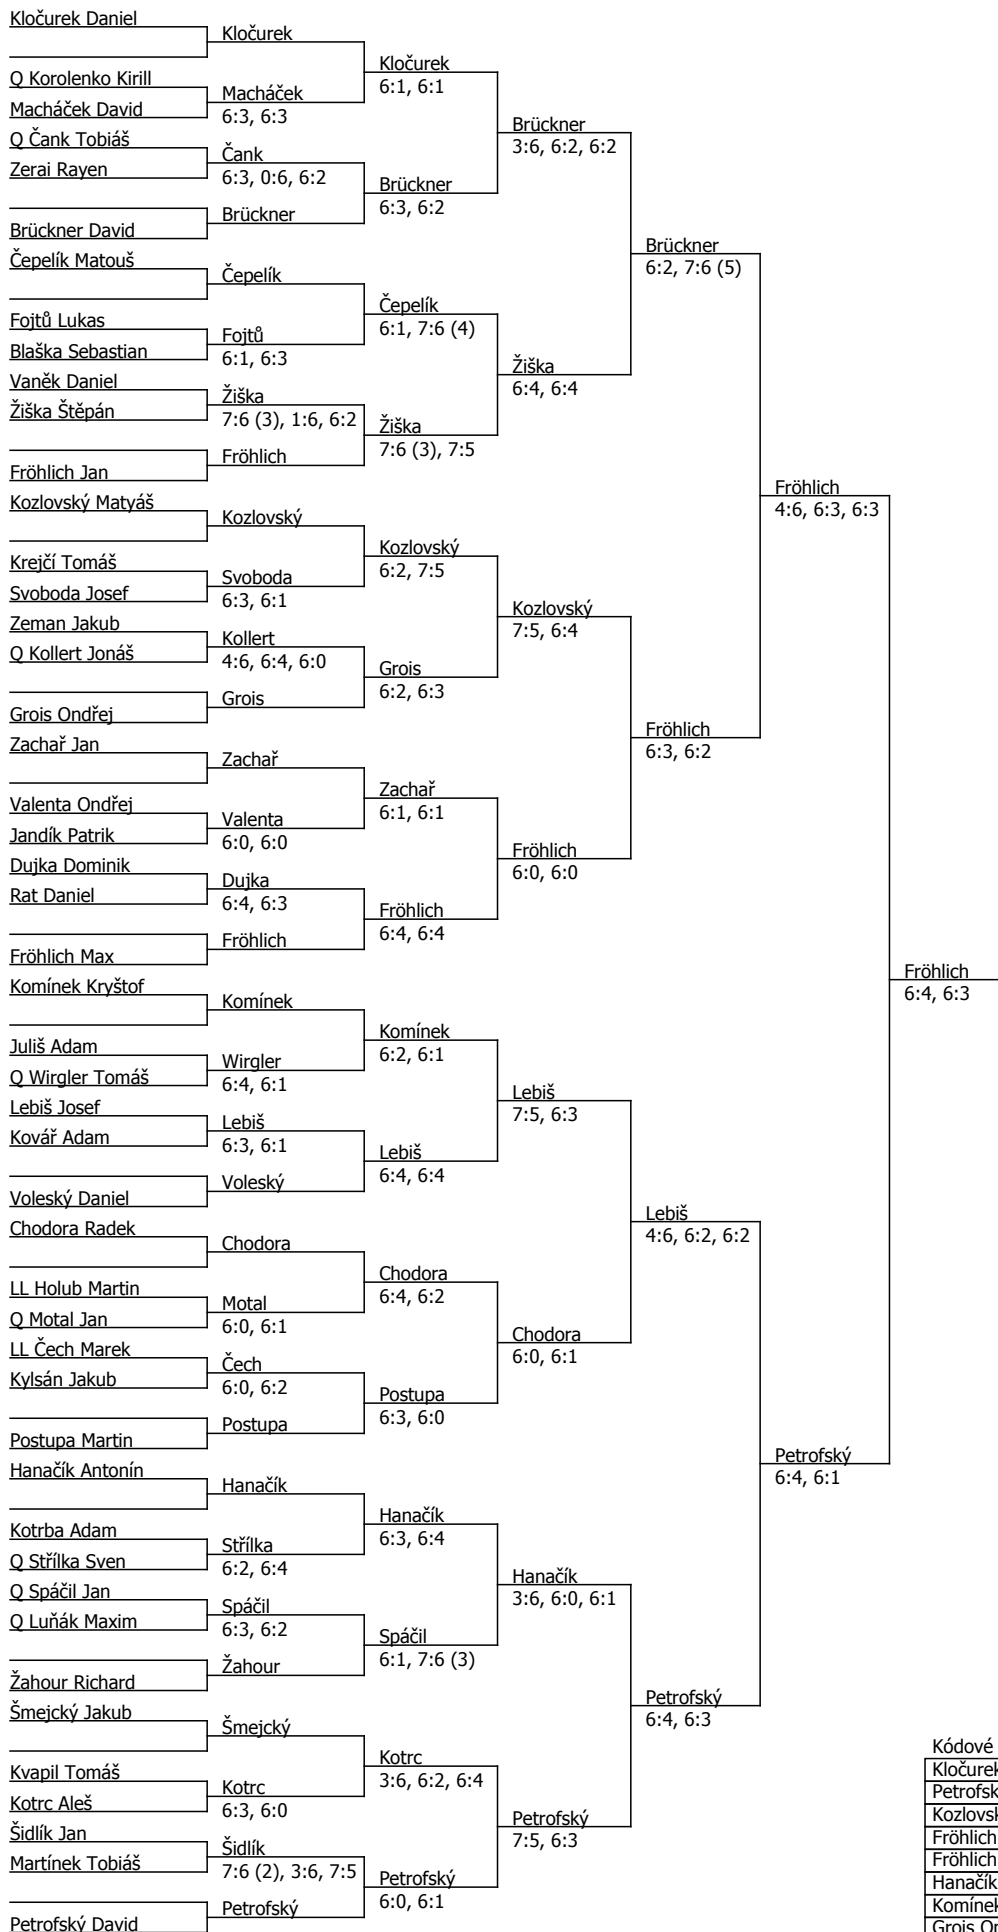 Kločurek Daniel
Q Korolenko Kirill
Macháček David
Q Čank Tobiáš
Zerai Rayen
Brückner David
Čepelík Matouš
Fojtů Lukas
Blaška Sebastian
Vaněk Daniel
Žiška Štěpán
Fröhlich Jan
Kozlovský Matyáš
Krejčí Tomáš
Svoboda Josef
Zeman Jakub
Q Kollert Jonáš
Grois Ondřej
Zachař Jan
Valenta Ondřej
Jandík Patrik
Dujka Dominik
Rat Daniel
Fröhlich Max
Komínek Kryštof
Juliš Adam
Q Wirgler Tomáš
Lebiš Josef
Kovář Adam
Voleský Daniel
Chodora Radek
LL Holub Martin
Q Motal Jan
LL Čech Marek
Kylsán Jakub
Postupa Martin
Hanačík Antonín
Kotrba Adam
Q Střílka Sven
Q Spáčil Jan
Q Luňák Maxim
Žahour Richard
Šmejcký Jakub
Kvapil Tomáš
Kotrc Aleš
Šidlík Jan
Martínek Tobiáš
Petrofský David
Kločurek
Macháček
6:3, 6:3
Čank
6:3, 0:6, 6:2
Brückner
Čepelík
Fojtů
6:1, 6:3
Žiška
7:6 (3), 1:6, 6:2
Fröhlich
Kozlovský
Svoboda
6:3, 6:1
Kollert
4:6, 6:4, 6:0
Grois
Zachař
Valenta
6:0, 6:0
Dujka
6:4, 6:3
Fröhlich
Komínek
Wirgler
6:4, 6:1
Lebiš
6:3, 6:1
Voleský
Chodora
Motal
6:0, 6:1
Čech
6:0, 6:2
Postupa
Hanačík
Střílka
6:2, 6:4
Spáčil
6:3, 6:2
Žahour
Šmejcký
Kotrc
6:3, 6:0
Šidlík
7:6 (2), 3:6, 7:5
Petrofský
Kločurek
6:1, 6:1
Brückner
6:3, 6:2
Čepelík
6:1, 7:6 (4)
Žiška
7:6 (3), 7:5
Kozlovský
6:2, 7:5
Grois
6:2, 6:3
Zachař
6:1, 6:1
Fröhlich
6:4, 6:4
Komínek
6:2, 6:1
Lebiš
6:4, 6:4
Chodora
6:4, 6:2
Postupa
6:3, 6:0
Hanačík
6:3, 6:4
Spáčil
6:1, 7:6 (3)
Kotrc
3:6, 6:2, 6:4
Petrofský
6:0, 6:1
Brückner
3:6, 6:2, 6:2
Žiška
6:4, 6:4
Kozlovský
7:5, 6:4
Fröhlich
6:0, 6:0
Lebiš
7:5, 6:3
Chodora
6:0, 6:1
Hanačík
3:6, 6:0, 6:1
Petrofský
7:5, 6:3
Brückner
6:2, 7:6 (5)
Fröhlich
6:3, 6:2
Lebiš
4:6, 6:2, 6:2
Petrofský
6:4, 6:3
Fröhlich
4:6, 6:3, 6:3
Petrofský
6:4, 6:1
Fröhlich
6:4, 6:3
Kódové
Kločurek
Petrofsk
Kozlovsk
Fröhlich
Fröhlich
Hanačík
Komínek
Grois On